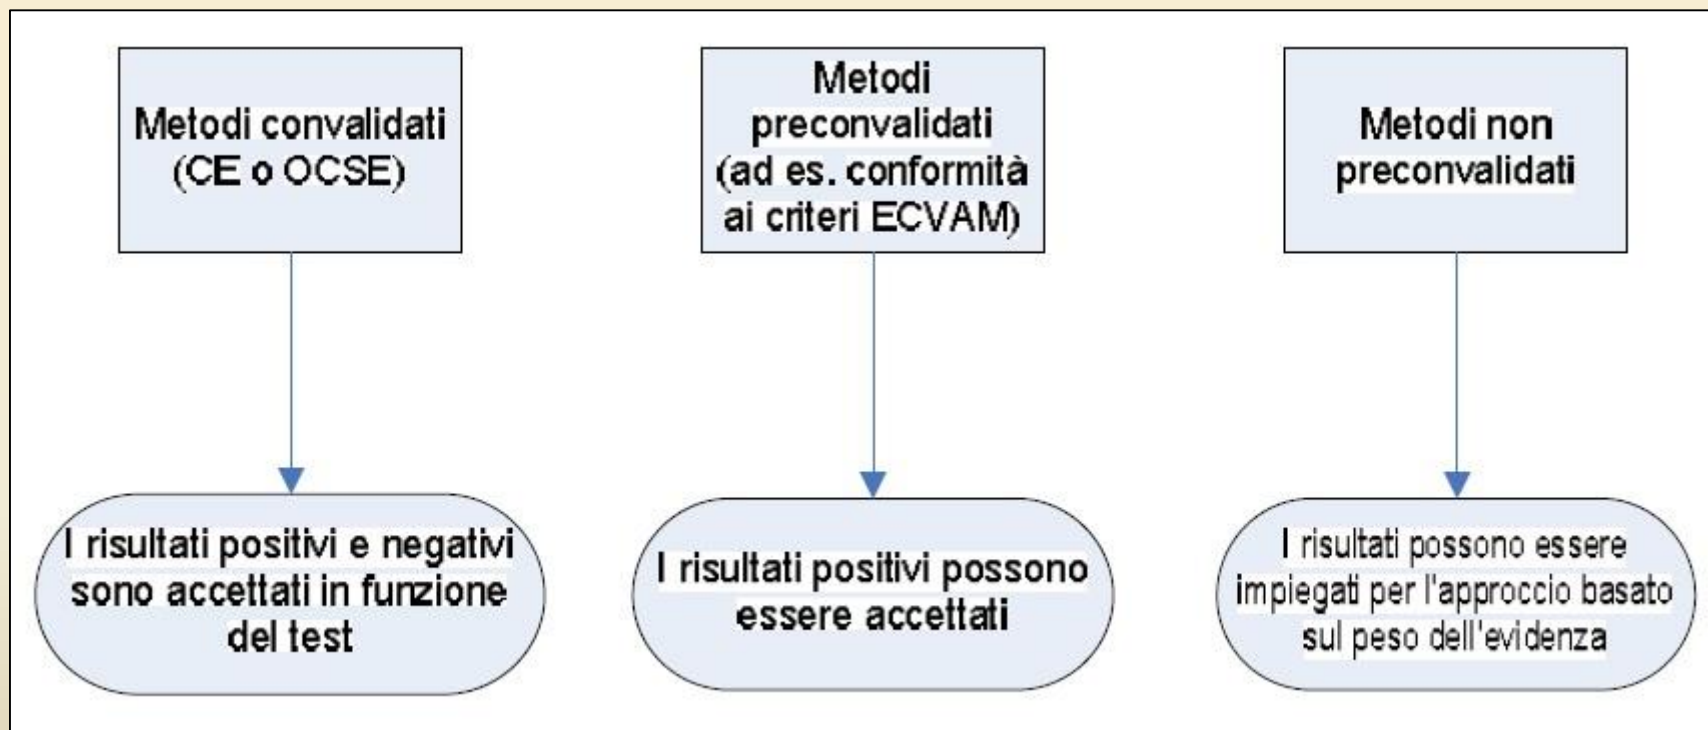 Metodi convalidati
(CE o OCSE)
Metodi
preconvalidati
(ad es. conformità
ai criteri ECVAM)
Metodi non
preconvalidati
I risultati positivi e negativi
sono accettati in funzione
del test
I risultati positivi possono
essere accettati
I risultati possono essere
impiegati per l'approccio basato
sul peso dell'evidenza